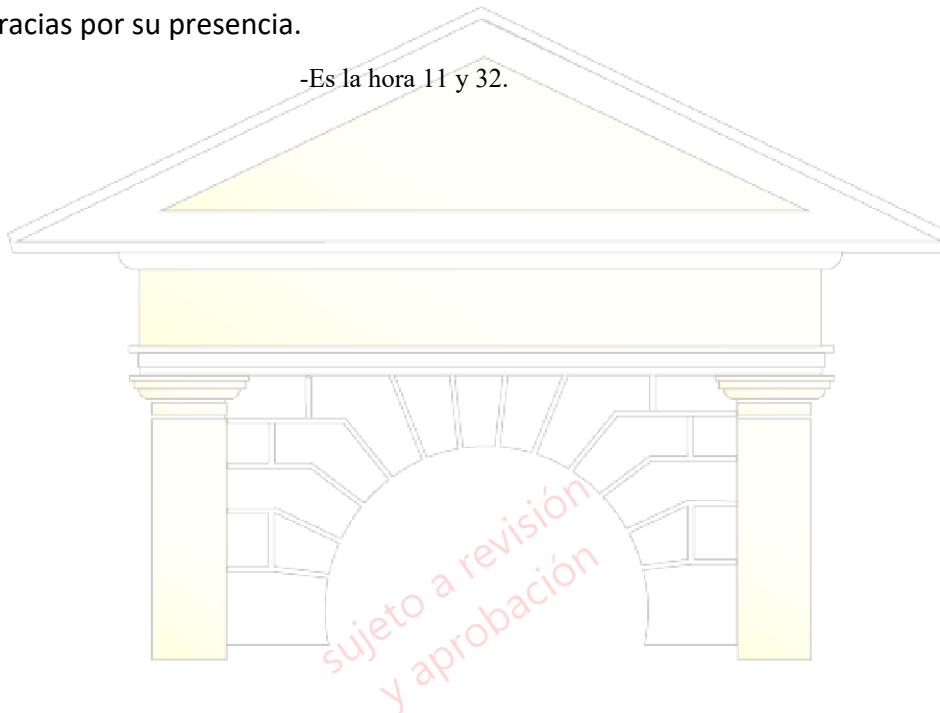 racias por su presencia.
-Es la hora 11 y 32.
sujeto a revisión
y aprobación